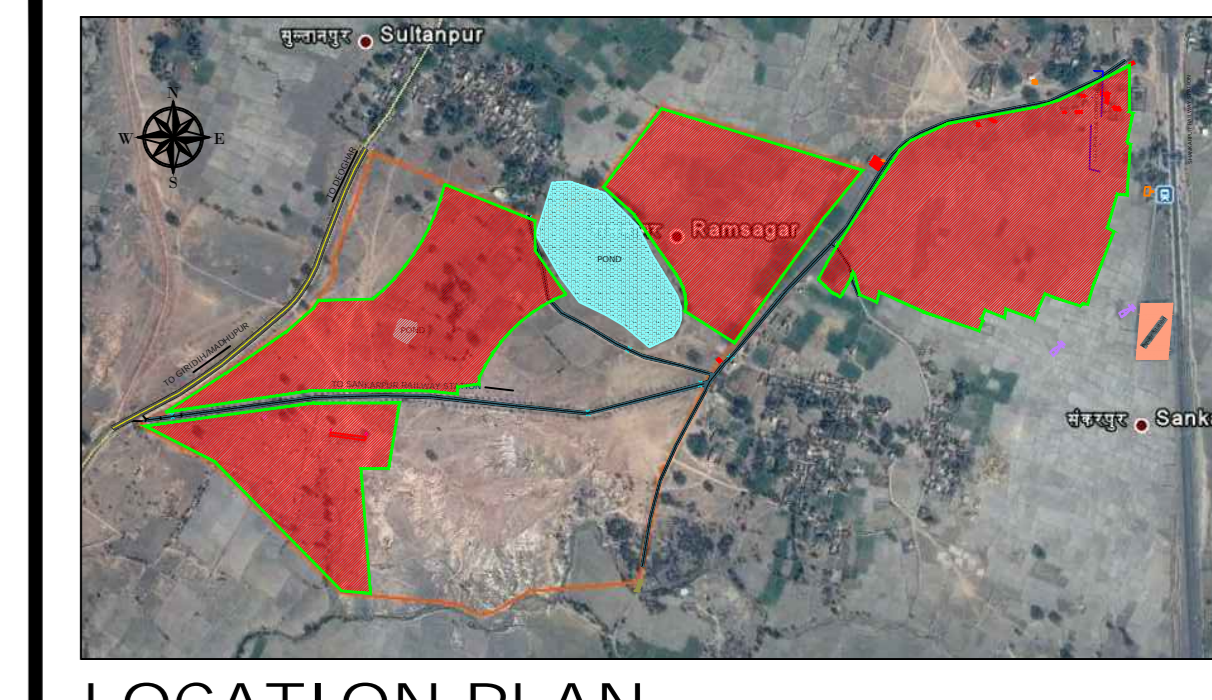 सुल्तानपुर Sultanpur
N
W E
S
TO DEOGHAR
POND
Ramsagar
POND
TO GIRIDIH/MADHUPUR
TO SANKARPUR RAILWAY STATION
संकरपुर Sanka
LOCATION PLAN